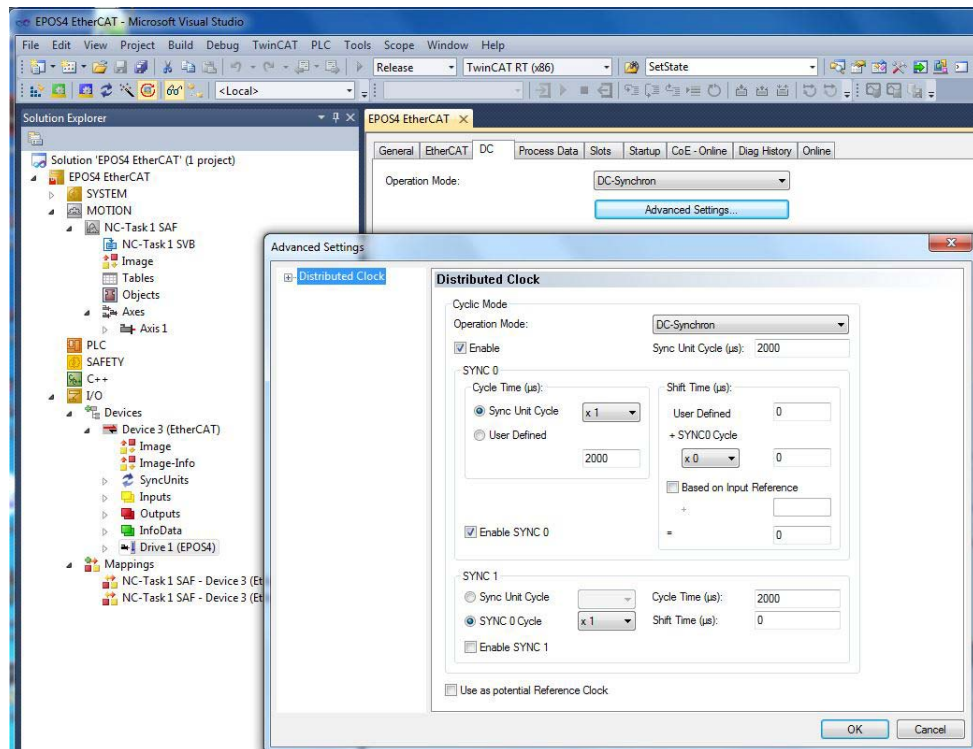 EPOS4 EtherCAT - Microsoft Visual Studio
File Edit View Project Build Debug TwinCAT PLC Tools Scope Window Help
Release TwinCAT RT (x86) SetState
<Local>
Solution Explorer
EPOS4 EtherCAT
Solution 'EPOS4 EtherCAT' (1 project)
EPOS4 EtherCAT
SYSTEM
MOTION
NC-Task 1 SAF
NC-Task 1 SVB
Image
Tables
Objects
Axes
Axis 1
PLC
SAFETY
C++
I/O
Devices
Device 3 (EtherCAT)
Image
Image-Info
SyncUnits
Inputs
Outputs
InfoData
Drive 1 (EPOS4)
Mappings
NC-Task 1 SAF - Device 3 (Et
NC-Task 1 SAF - Device 3 (Et
General EtherCAT DC Process Data Slots Startup CoE - Online Diag History Online
Operation Mode: DC-Synchron
Advanced Settings...
Advanced Settings
Distributed Clock
Distributed Clock
Cyclic Mode
Operation Mode: DC-Synchron
Enable Sync Unit Cycle (µs): 2000
SYNC 0
Cycle Time (µs): Shift Time (µs):
Sync Unit Cycle x 1 User Defined 0
User Defined + SYNC0 Cycle
2000 x 0 0
Based on Input Reference
+
Enable SYNC 0 = 0
SYNC 1
Sync Unit Cycle Cycle Time (µs): 2000
SYNC 0 Cycle x 1 Shift Time (µs): 0
Enable SYNC 1
Use as potential Reference Clock
OK Cancel